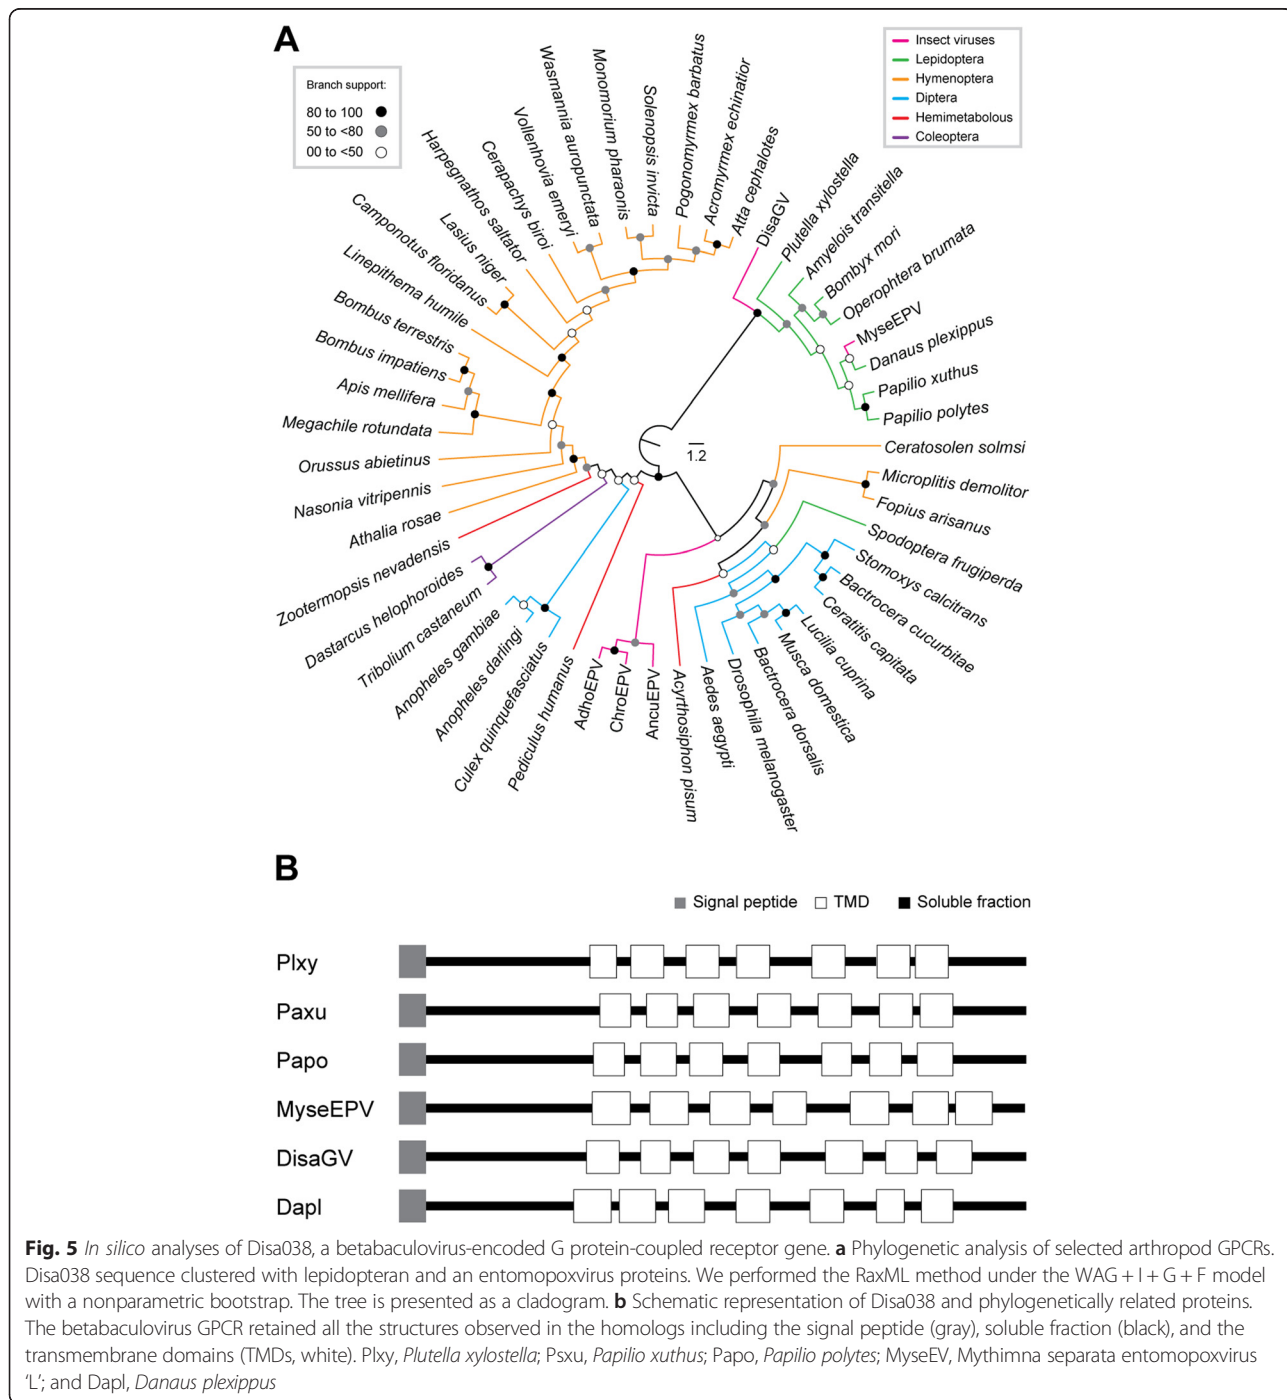 A
Branch support:
80 to 100
50 to <80
00 to <50
Insect viruses
Lepidoptera
Hymenoptera
Diptera
Hemimetabolous
Coleoptera
DisaGV
Plutella xylostella
Amyelois transitella
Bombyx mori
Operophtera brumata
MyseEPV
Danaus plexippus
Papilio xuthus
Papilio polytes
Ceratosolen solmsi
Microplitis demolitor
Fopius arisanus
Spodoptera frugiperda
Stomoxys calcitrans
Bactrocera cucurbitae
Ceratitis capitata
Lucilia cuprina
Musca domestica
Bactrocera dorsalis
Drosophila melanogaster
Aedes aegypti
Acyrthosiphon pisum
AncuEPV
ChroEPV
AdhoEPV
Pediculus humanus
Culex quinquefasciatus
Anopheles darlingi
Anopheles gambiae
Tribolium castaneum
Dastarcus helophoroides
Zootermopsis nevadensis
Athalia rosae
Nasonia vitripennis
Orussus abietinus
Megachile rotundata
Apis mellifera
Bombus impatiens
Bombus terrestris
Linepithema humile
Camponotus floridanus
Lasius niger
Harpegnathos saltator
Cerapachys biroi
Vollenhovia emeryi
Wasmannia auropunctata
Monomorium pharaonis
Solenopsis invicta
Pogonomyrmex barbatus
Acromyrmex echinatior
Atta cephalotes
1.2
B
Signal peptide
TMD
Soluble fraction
Plxy
Paxu
Papo
MyseEPV
DisaGV
Dapl
Fig. 5 In silico analyses of Disa038, a betabaculovirus-encoded G protein-coupled receptor gene. a Phylogenetic analysis of selected arthropod GPCRs.
Disa038 sequence clustered with lepidopteran and an entomopoxvirus proteins. We performed the RaxML method under the WAG + I + G + F model
with a nonparametric bootstrap. The tree is presented as a cladogram. b Schematic representation of Disa038 and phylogenetically related proteins.
The betabaculovirus GPCR retained all the structures observed in the homologs including the signal peptide (gray), soluble fraction (black), and the
transmembrane domains (TMDs, white). Plxy, Plutella xylostella; Psxu, Papilio xuthus; Papo, Papilio polytes; MyseEV, Mythimna separata entomopoxvirus
‘L’; and Dapl, Danaus plexippus